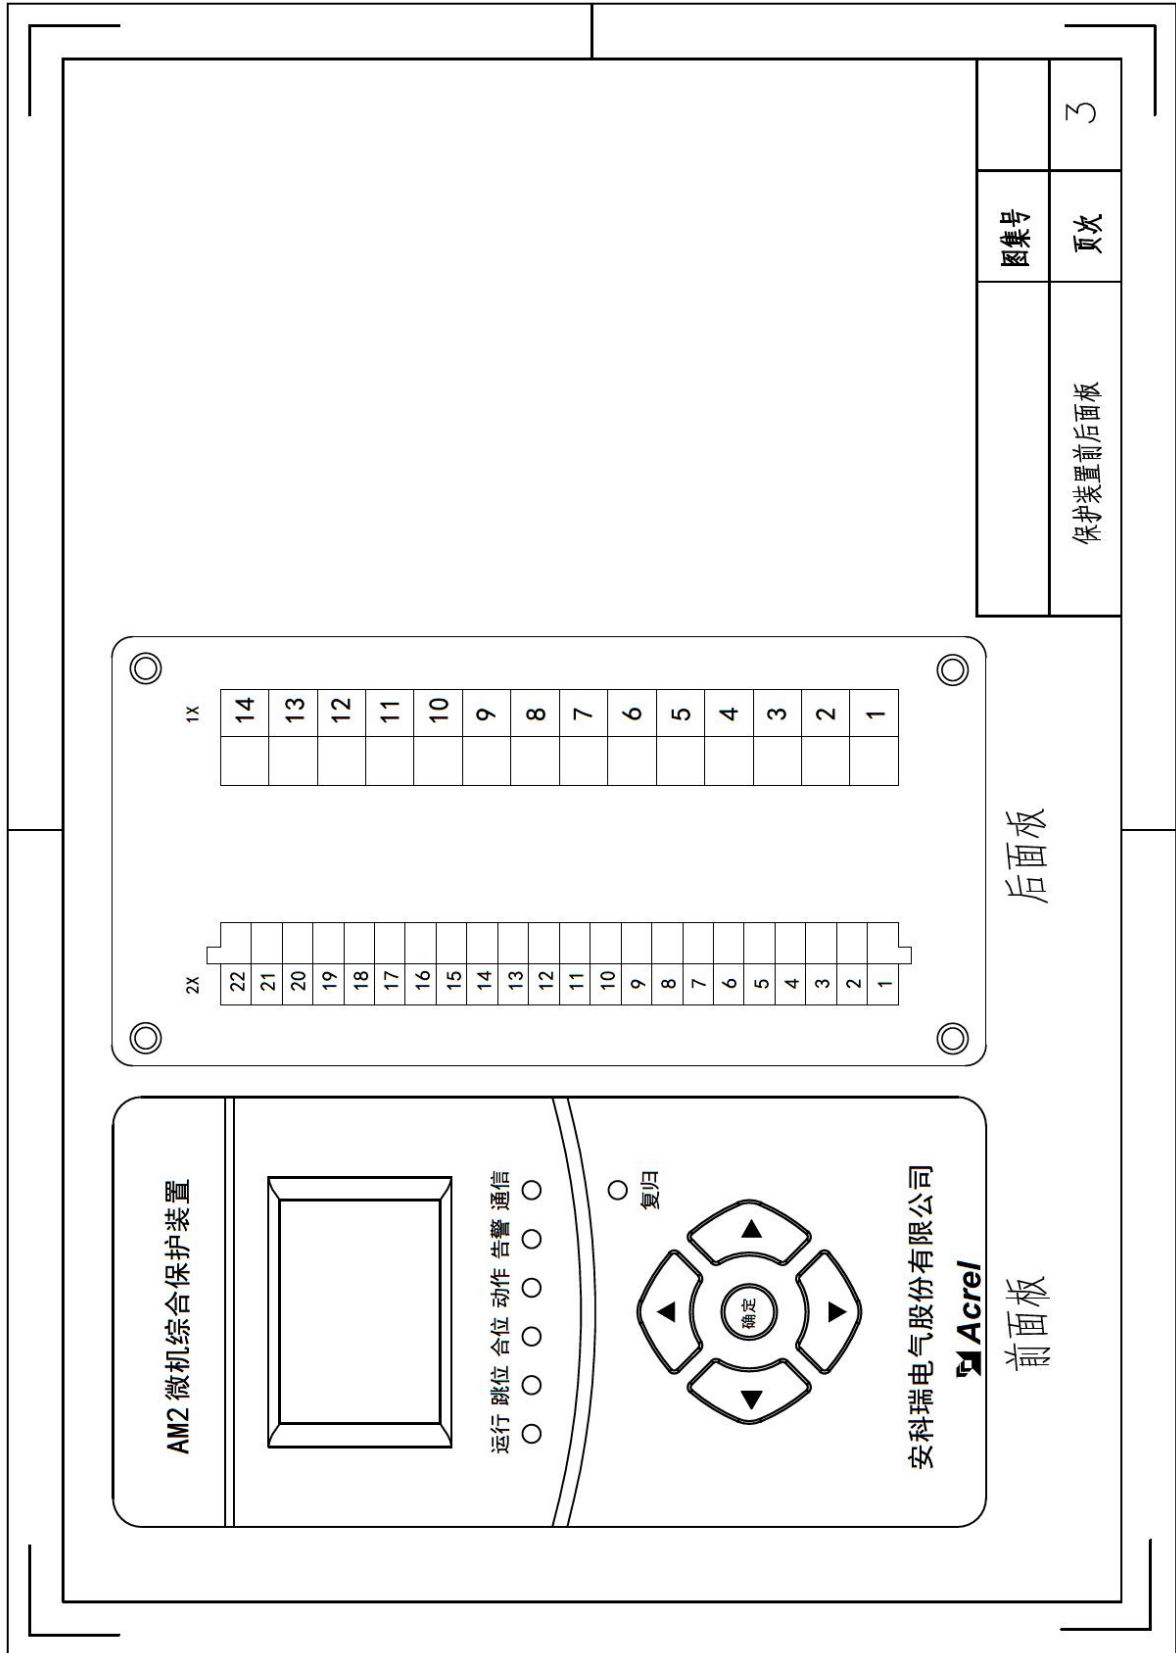 AM2 微机综合保护装置
运行 跳位 合位 动作 告警 通信
复归
确定
安科瑞电气股份有限公司
Acrel
前面板
2X
22
21
20
19
18
17
16
15
14
13
12
11
10
9
8
7
6
5
4
3
2
1
1X
14
13
12
11
10
9
8
7
6
5
4
3
2
1
后面板
图集号
保护装置前后面板
页次
3